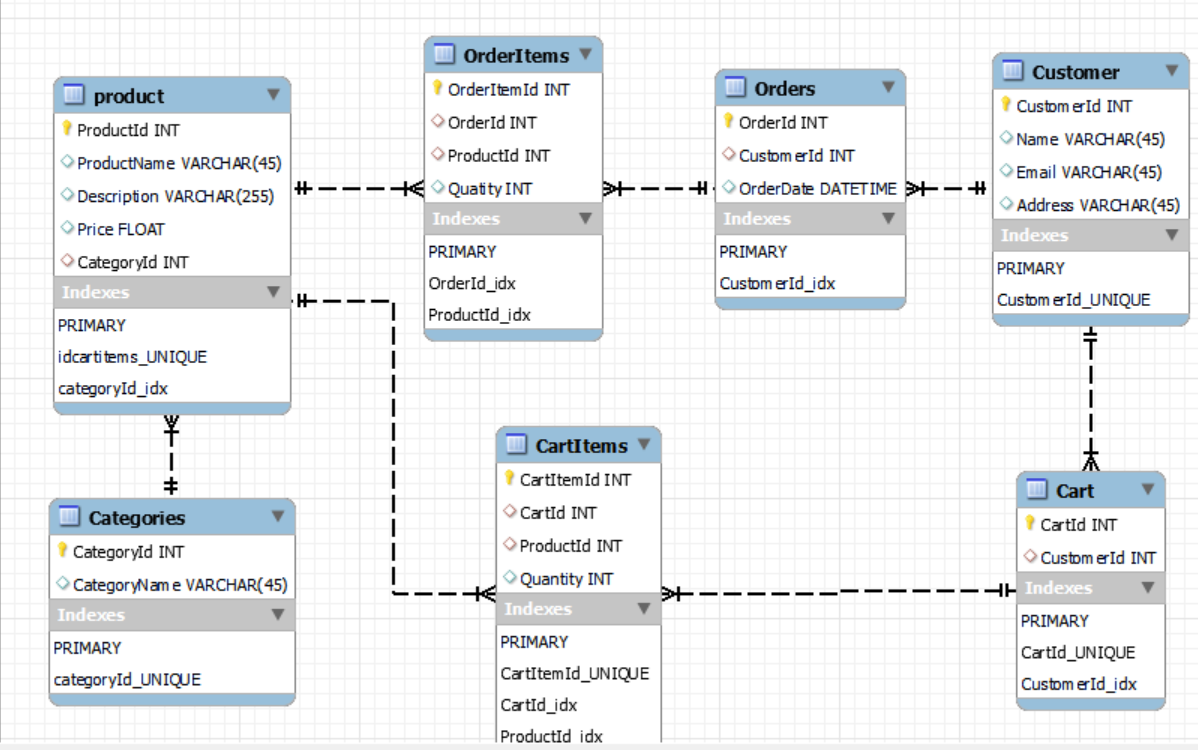 product
ProductId INT
ProductName VARCHAR(45)
Description VARCHAR(255)
Price FLOAT
CategoryId INT
Indexes
PRIMARY
idcartitems_UNIQUE
categoryId_idx
OrderItems
OrderItemId INT
OrderId INT
ProductId INT
Quatity INT
Indexes
PRIMARY
OrderId_idx
ProductId_idx
Orders
OrderId INT
CustomerId INT
OrderDate DATETIME
Indexes
PRIMARY
CustomerId_idx
Customer
CustomerId INT
Name VARCHAR(45)
Email VARCHAR(45)
Address VARCHAR(45)
Indexes
PRIMARY
CustomerId_UNIQUE
Categories
CategoryId INT
CategoryName VARCHAR(45)
Indexes
PRIMARY
categoryId_UNIQUE
CartItems
CartItemId INT
CartId INT
ProductId INT
Quantity INT
Indexes
PRIMARY
CartItemId_UNIQUE
CartId_idx
ProductId_idx
Cart
CartId INT
CustomerId INT
Indexes
PRIMARY
CartId_UNIQUE
CustomerId_idx